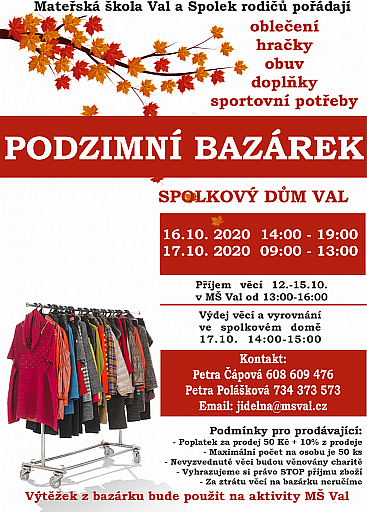 Mateřská škola Val a Spolek rodičů pořádají
oblečení
hračky
obuv
doplňky
sportovní potřeby
PODZIMNÍ BAZÁREK
SPOLKOVÝ DŮM VAL
16.10. 2020 14:00 - 19:00
17.10. 2020 09:00 - 13:00
Příjem věcí 12.-15.10.
v MŠ Val od 13:00-16:00
Výdej věcí a vyrovnání
ve spolkovém domě
17.10. 14:00-15:00
Kontakt:
Petra Čápová 608 609 476
Petra Polášková 734 373 573
Email: jidelna@msval.cz
Podmínky pro prodávající:
- Poplatek za prodej 50 Kč + 10% z prodeje
- Maximální počet na osobu je 50 ks
- Nevyzvednuté věci budou věnovány charitě
- Vyhrazujeme si právo STOP příjmu zboží
- Za ztrátu věcí na bazárku neručíme
Výtěžek z bazárku bude použit na aktivity MŠ Val